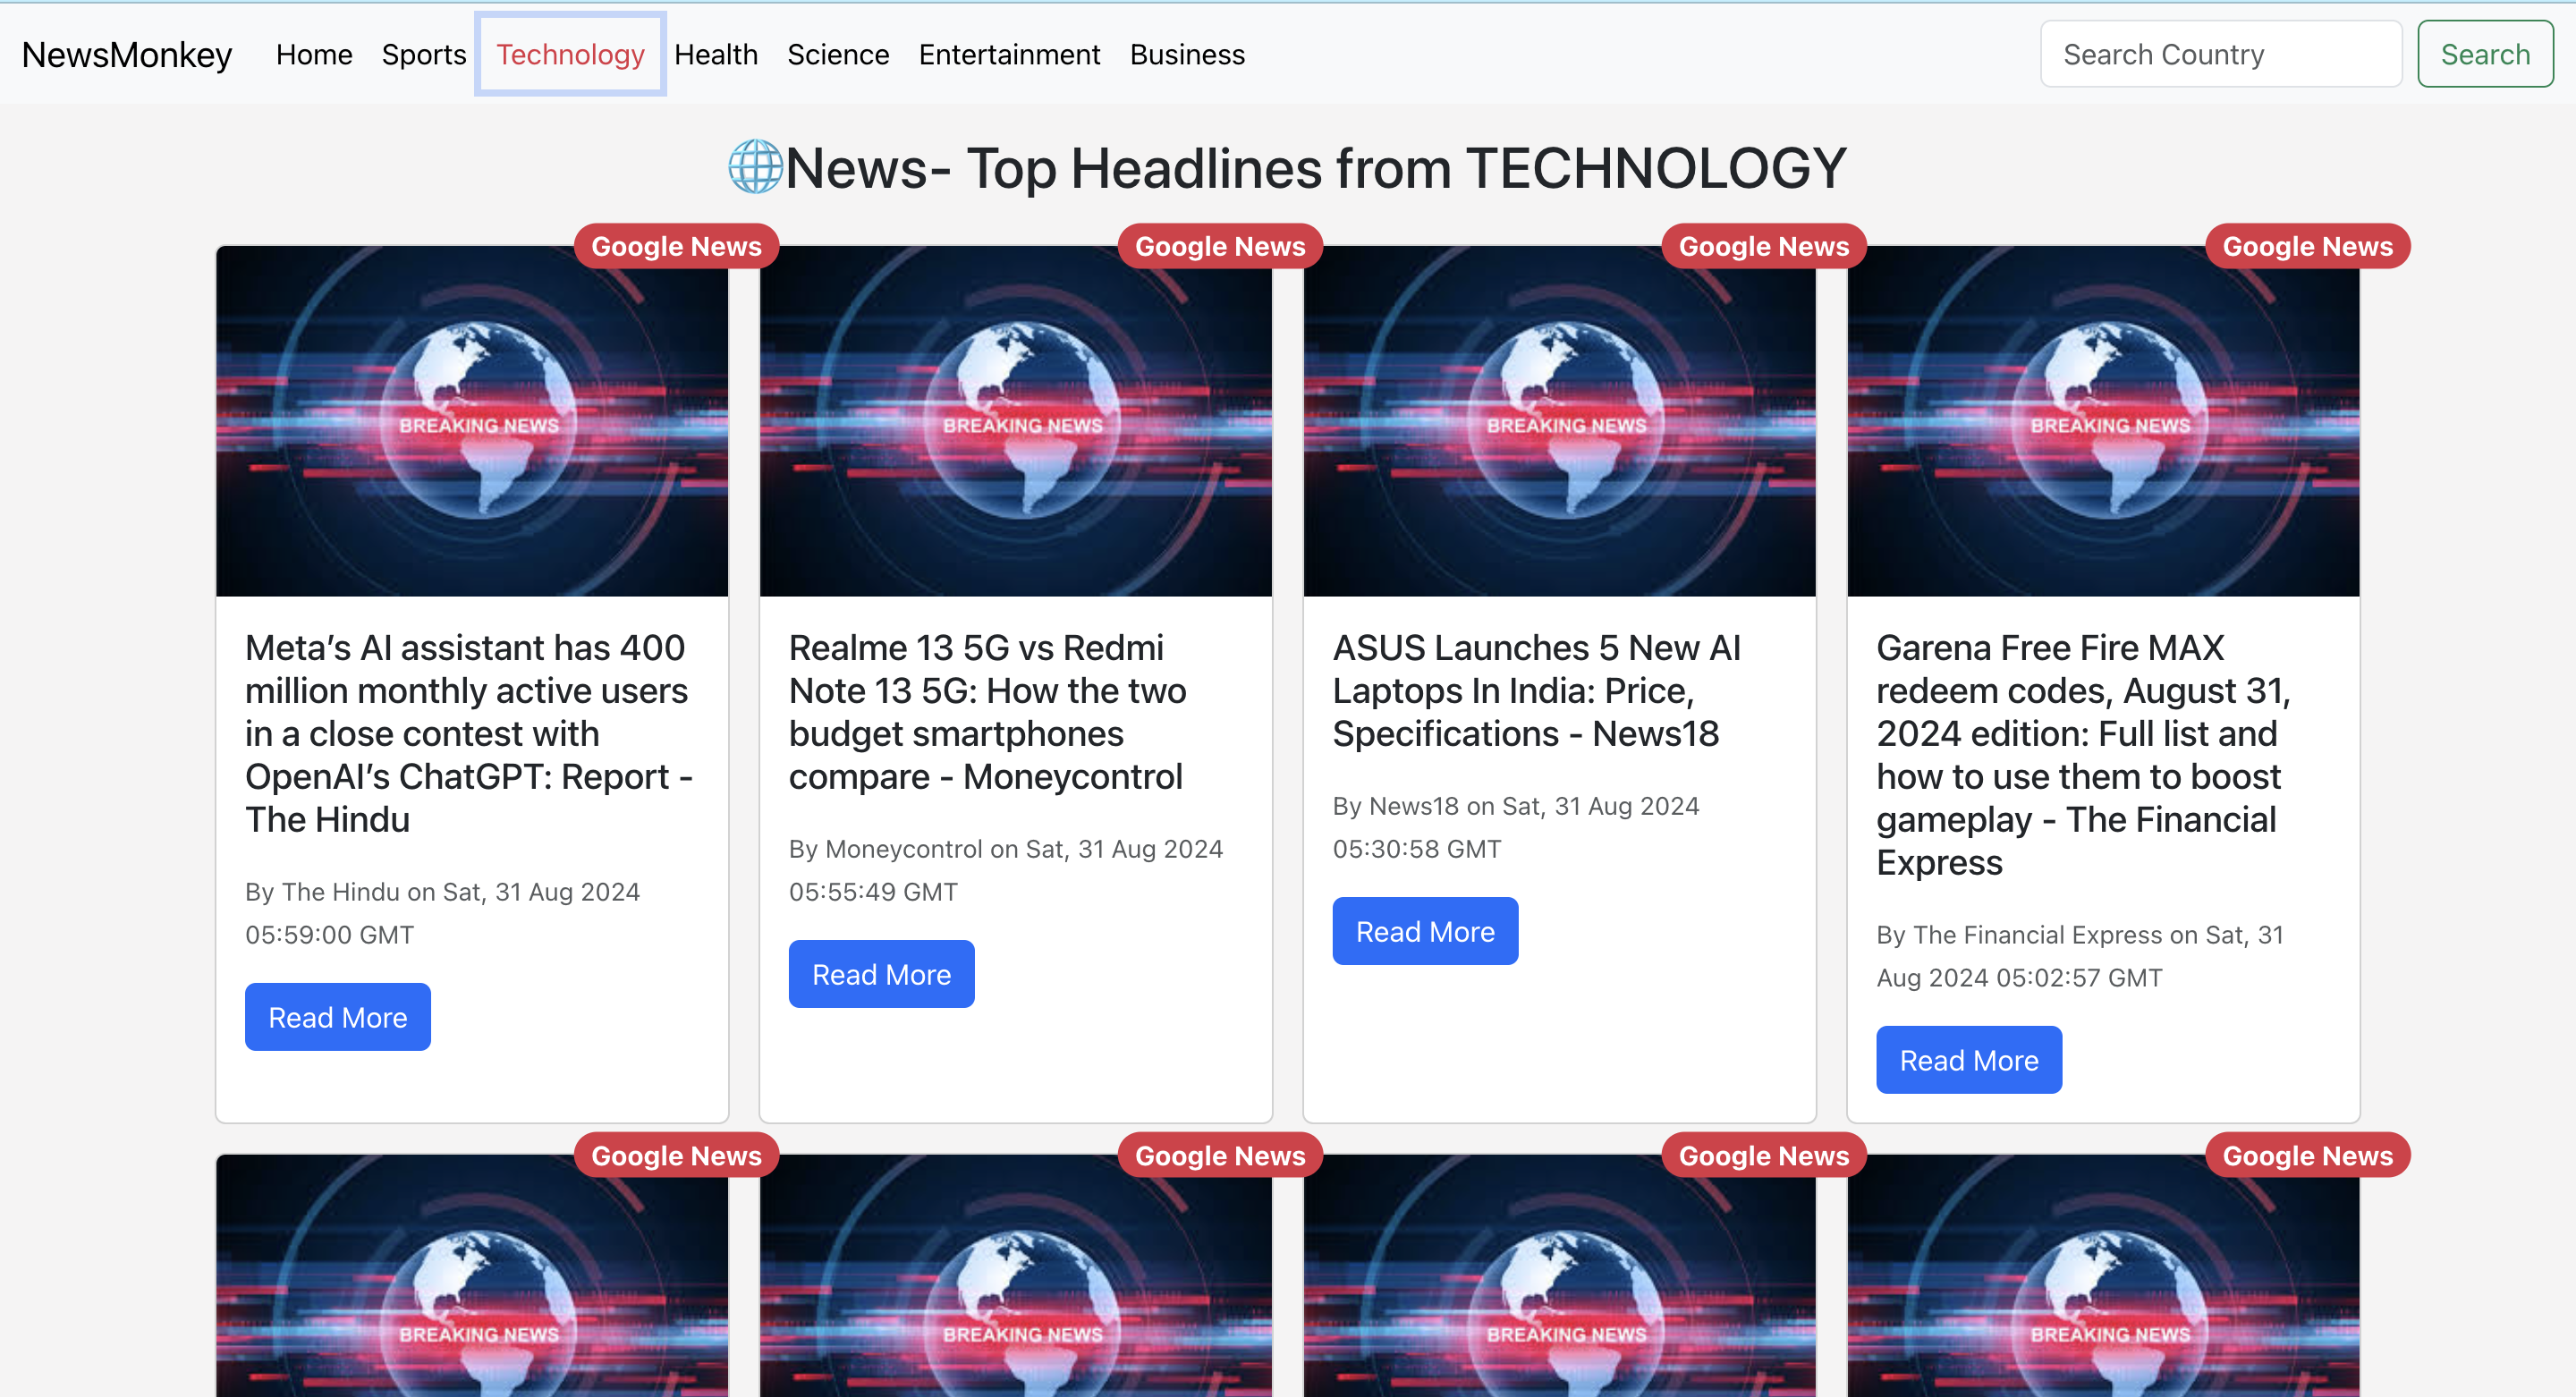 NewsMonkey Home Sports Technology Health Science Entertainment Business Search Country Search
🌐News- Top Headlines from TECHNOLOGY
Google News
BREAKING NEWS
Meta’s AI assistant has 400
million monthly active users
in a close contest with
OpenAI’s ChatGPT: Report -
The Hindu
By The Hindu on Sat, 31 Aug 2024
05:59:00 GMT
Read More
Google News
BREAKING NEWS
Realme 13 5G vs Redmi
Note 13 5G: How the two
budget smartphones
compare - Moneycontrol
By Moneycontrol on Sat, 31 Aug 2024
05:55:49 GMT
Read More
Google News
BREAKING NEWS
ASUS Launches 5 New AI
Laptops In India: Price,
Specifications - News18
By News18 on Sat, 31 Aug 2024
05:30:58 GMT
Read More
Google News
BREAKING NEWS
Garena Free Fire MAX
redeem codes, August 31,
2024 edition: Full list and
how to use them to boost
gameplay - The Financial
Express
By The Financial Express on Sat, 31
Aug 2024 05:02:57 GMT
Read More
Google News
BREAKING NEWS
Google News
BREAKING NEWS
Google News
BREAKING NEWS
Google News
BREAKING NEWS